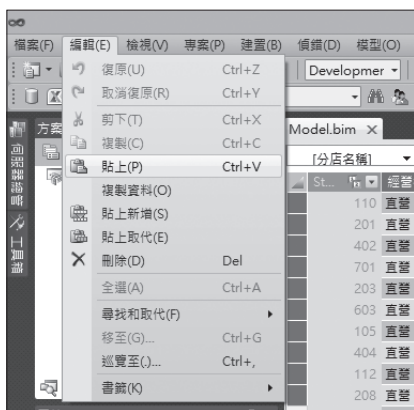 檔案(F) 編輯(E) 檢視(V) 專案(P) 建置(B) 偵錯(D) 模型(O)
復原(U) Ctrl+Z
Developmer
取消復原(R) Ctrl+Y
剪下(T) Ctrl+X
方案
Model.bim ×
複製(C) Ctrl+C
伺服器總管
工具箱
貼上(P) Ctrl+V
[分店名稱]
複製資料(O)
St... 經營
貼上新增(S)
110 直營
貼上取代(E)
201 直營
刪除(D) Del
402 直營
701 直營
全選(A) Ctrl+A
203 直營
尋找和取代(F)
603 直營
移至(G)... Ctrl+G
105 直營
巡覽至(,)... Ctrl+,
404 直營
112 直營
書籤(K)
208 直營